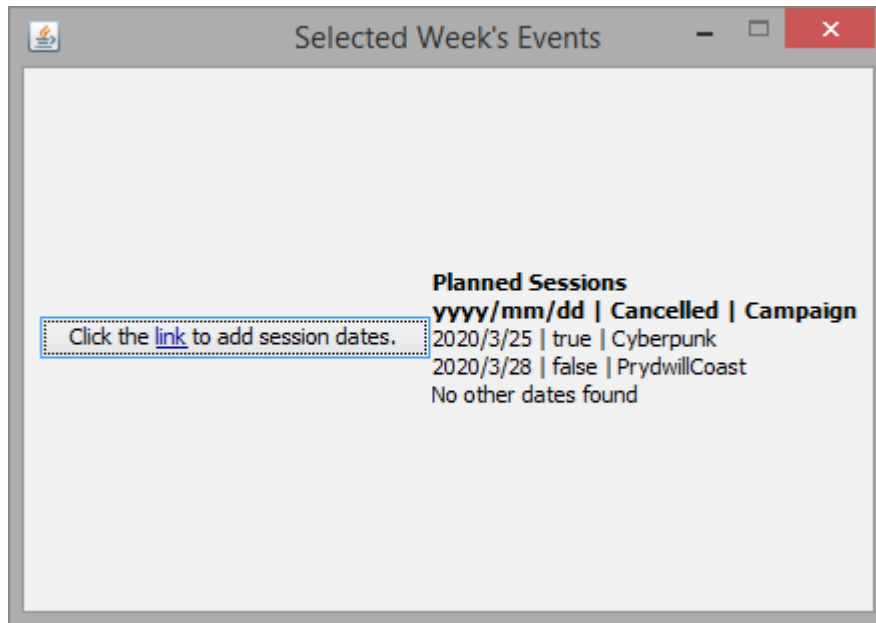 Selected Week's Events
Click the link to add session dates.
Planned Sessions
yyyy/mm/dd | Cancelled | Campaign
2020/3/25 | true | Cyberpunk
2020/3/28 | false | PrydwillCoast
No other dates found